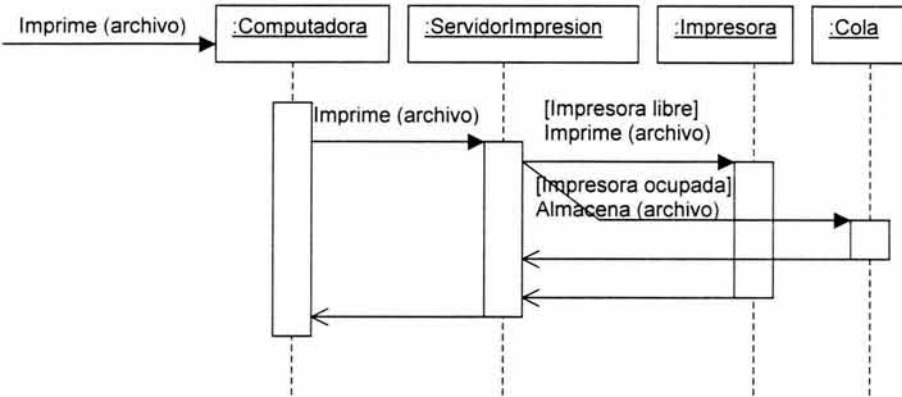 Imprime (archivo)
:Computadora
:ServidorImpresion
:Impresora
:Cola
Imprime (archivo)
[Impresora libre]
Imprime (archivo)
[Impresora ocupada]
Almacena (archivo)